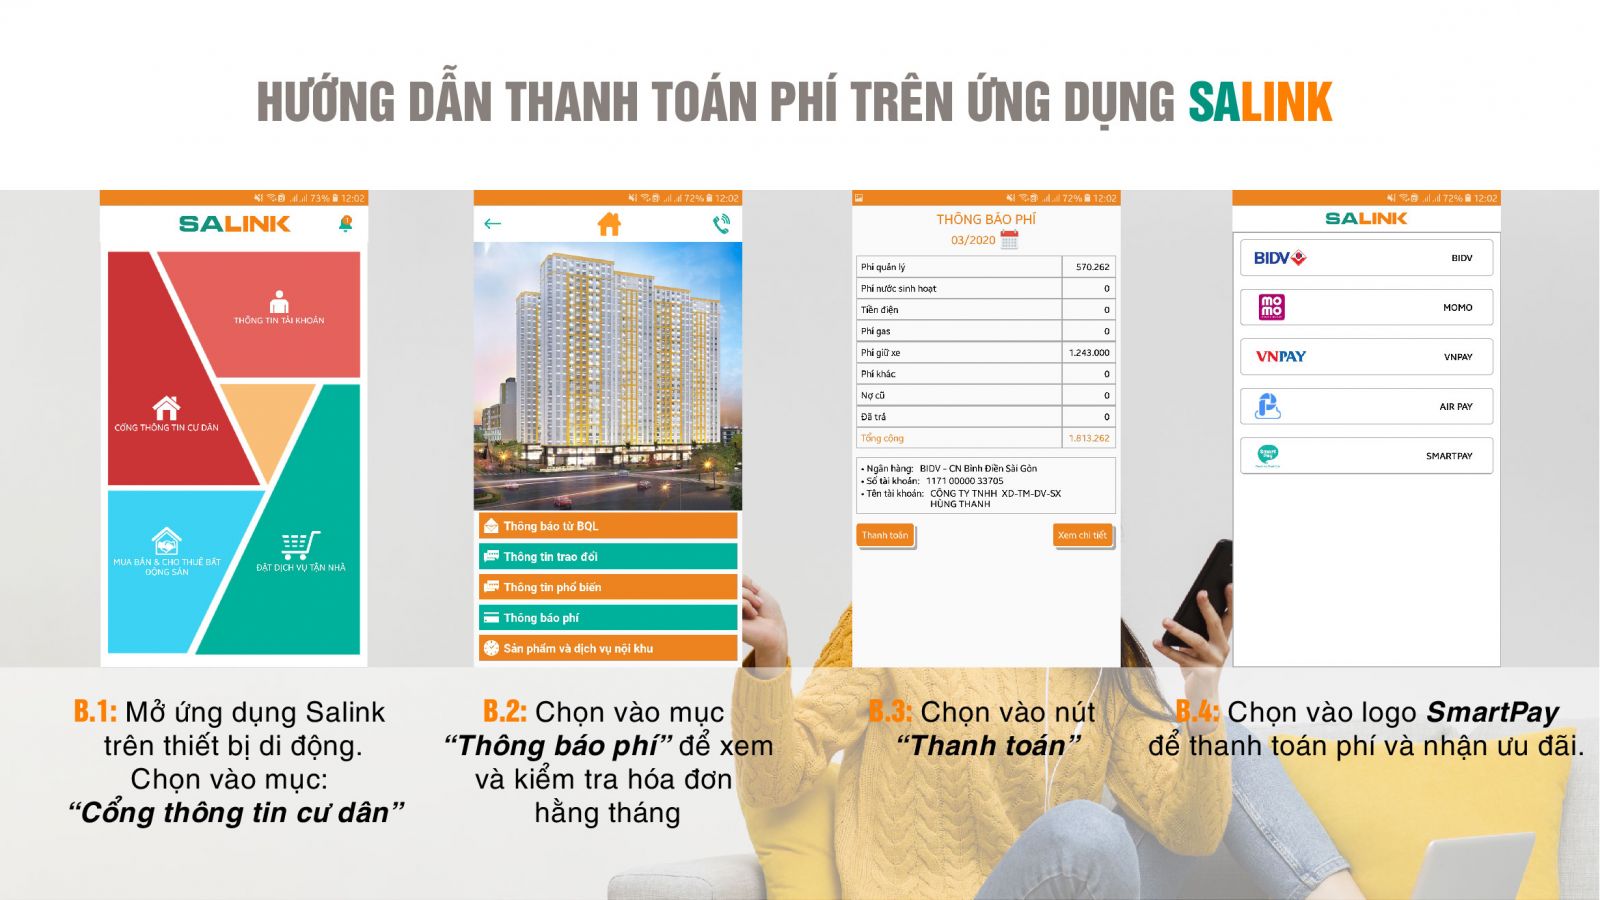 HƯỚNG DẪN THANH TOÁN PHÍ TRÊN ỨNG DỤNG SALINK
73% 12:02
SALINK
1
THÔNG TIN TÀI KHOẢN
CỔNG THÔNG TIN CƯ DÂN
MUA BÁN & CHO THUÊ BẤT
ĐỘNG SẢN
ĐẶT DỊCH VỤ TẬN NHÀ
72% 12:02
Thông báo từ BQL
Thông tin trao đổi
Thông tin phổ biến
Thông báo phí
Sản phẩm và dịch vụ nội khu
72% 12:02
THÔNG BÁO PHÍ
03/2020
Phí quản lý 570.262
Phí nước sinh hoạt 0
Tiền điện 0
Phí gas 0
Phí giữ xe 1.243.000
Phí khác 0
Nợ cũ 0
Đã trả 0
Tổng cộng 1.813.262
• Ngân hàng: BIDV - CN Bình Điền Sài Gòn
• Số tài khoản: 1171 00000 33705
• Tên tài khoản: CÔNG TY TNHH XD-TM-DV-SX
HÙNG THANH
Thanh toán Xem chi tiết
72% 12:02
SALINK
BIDV BIDV
mo mo MOMO
VNPAY VNPAY
AIR PAY
Smart Pay SMARTPAY
B.1: Mở ứng dụng Salink
trên thiết bị di động.
Chọn vào mục:
“Cổng thông tin cư dân”
B.2: Chọn vào mục
“Thông báo phí” để xem
và kiểm tra hóa đơn
hằng tháng
B.3: Chọn vào nút
“Thanh toán”
B.4: Chọn vào logo SmartPay
để thanh toán phí và nhận ưu đãi.